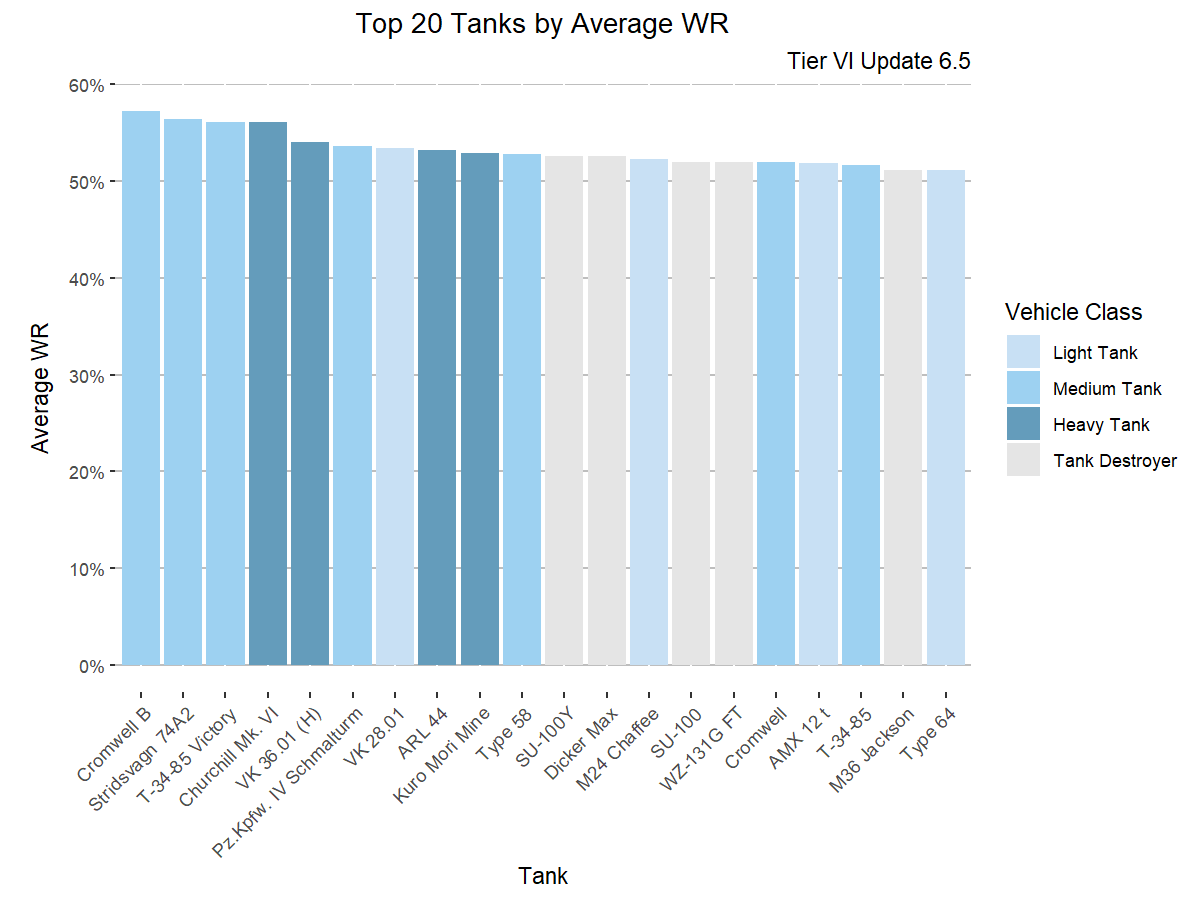 Top 20 Tanks by Average WR
Tier VI Update 6.5
60%
50%
40%
30%
20%
10%
0%
Average WR
Cromwell B
Stridsvagn 74A2
T-34-85 Victory
Churchill Mk. VI
VK 36.01 (H)
Pz.Kpfw. IV Schmalturm
VK 28.01
ARL 44
Kuro Mori Mine
Type 58
SU-100Y
Dicker Max
M24 Chaffee
SU-100
WZ-131G FT
Cromwell
AMX 12 t
T-34-85
M36 Jackson
Type 64
Tank
Vehicle Class
Light Tank
Medium Tank
Heavy Tank
Tank Destroyer